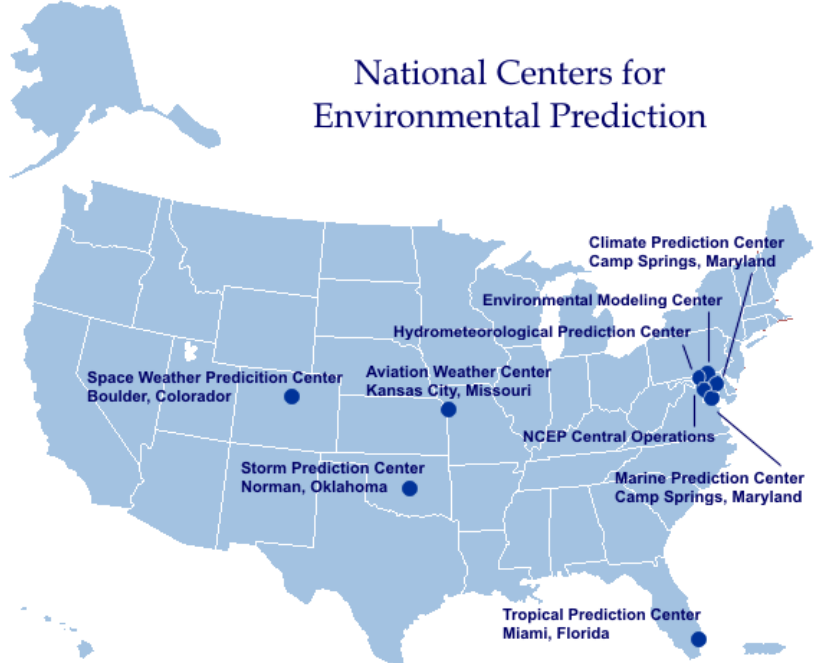 National Centers for
Environmental Prediction
Climate Prediction Center
Camp Springs, Maryland
Environmental Modeling Center
Hydrometeorological Prediction Center
Aviation Weather Center
Kansas City, Missouri
Space Weather Predicition Center
Boulder, Colorador
NCEP Central Operations
Storm Prediction Center
Norman, Oklahoma
Marine Prediction Center
Camp Springs, Maryland
Tropical Prediction Center
Miami, Florida